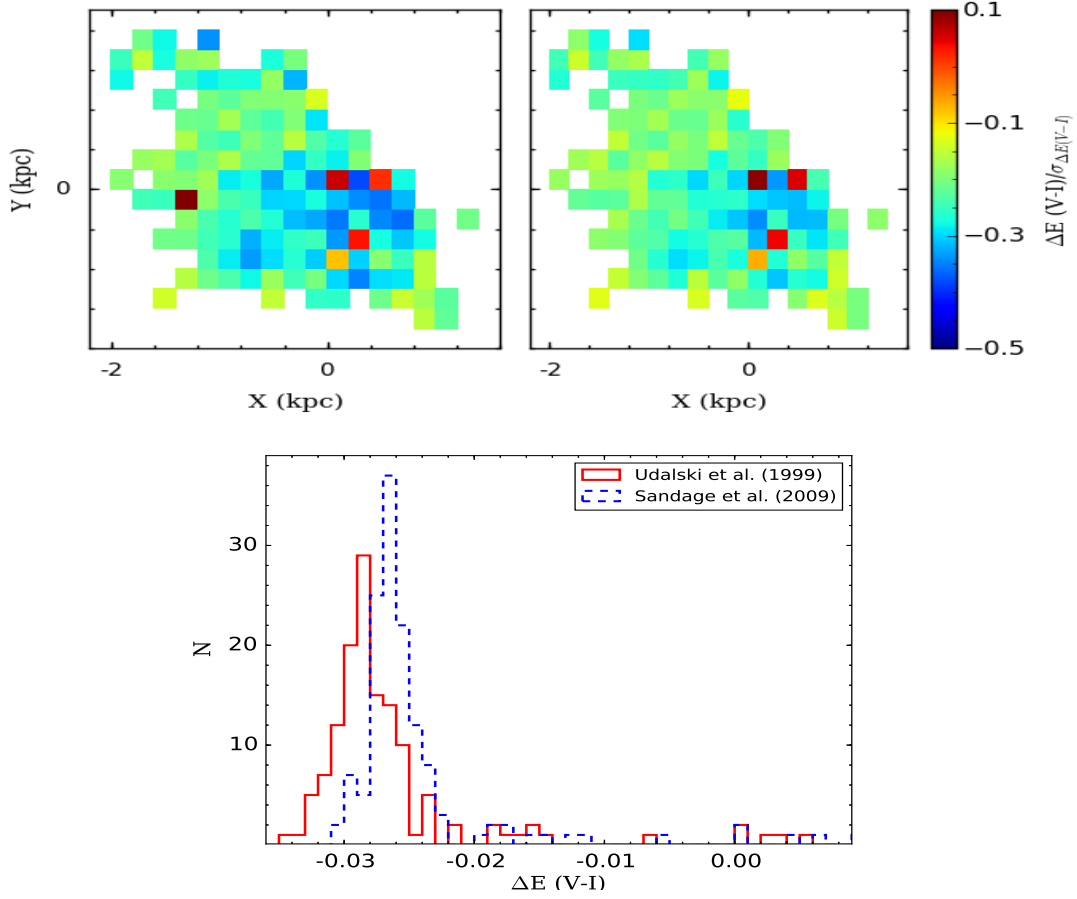 0.1
−0.1
−0.3
−0.5
ΔE (V-I)/σΔE(V−I)
Y (kpc)
0
-2
0
X (kpc)
-2
0
X (kpc)
Udalski et al. (1999)
Sandage et al. (2009)
N
30
20
10
-0.03
-0.02
-0.01
0.00
ΔE (V-I)